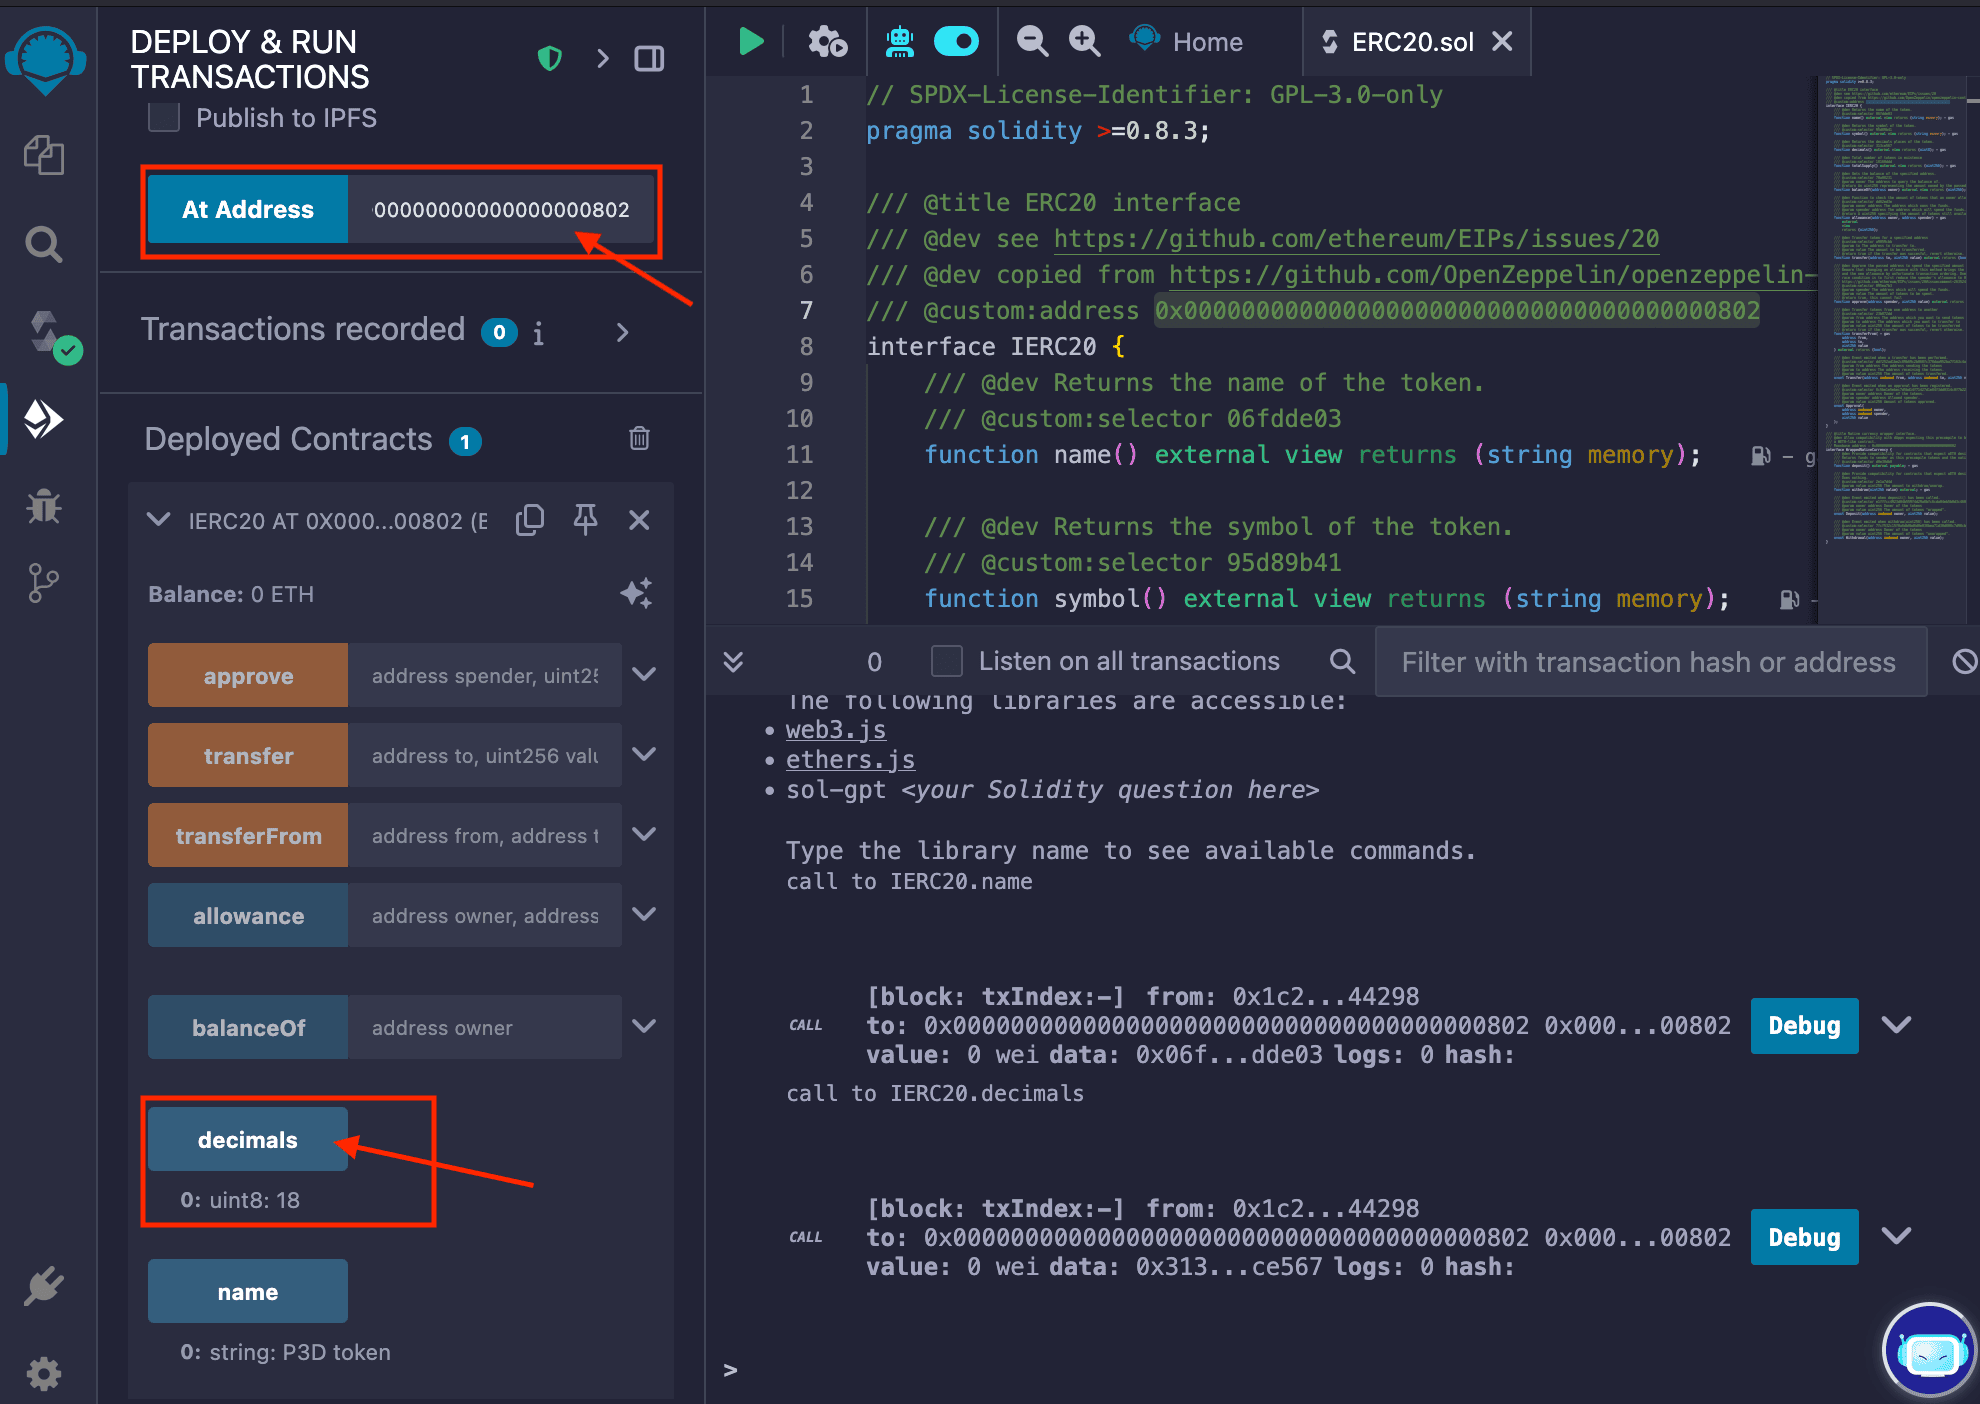 DEPLOY & RUN
TRANSACTIONS
Publish to IPFS
At Address
00000000000000000802
Transactions recorded 0 i
Deployed Contracts 1
IERC20 AT 0X000...00802 (E
Balance: 0 ETH
approve
address spender, uint25
transfer
address to, uint256 valu
transferFrom
address from, address t
allowance
address owner, address
balanceOf
address owner
decimals
0: uint8: 18
name
0: string: P3D token
Home
ERC20.sol
1 // SPDX-License-Identifier: GPL-3.0-only
2 pragma solidity >=0.8.3;
3
4 /// @title ERC20 interface
5 /// @dev see https://github.com/ethereum/EIPs/issues/20
6 /// @dev copied from https://github.com/OpenZeppelin/openzeppelin-
7 /// @custom:address 0x0000000000000000000000000000000000000802
8 interface IERC20 {
9 /// @dev Returns the name of the token.
10 /// @custom:selector 06fdde03
11 function name() external view returns (string memory); – g
12
13 /// @dev Returns the symbol of the token.
14 /// @custom:selector 95d89b41
15 function symbol() external view returns (string memory); –
0
Listen on all transactions
Filter with transaction hash or address
The following libraries are accessible:
• web3.js
• ethers.js
• sol-gpt <your Solidity question here>
Type the library name to see available commands.
call to IERC20.name
[block: txIndex:-] from: 0x1c2...44298
CALL to: 0x0000000000000000000000000000000000000802 0x000...00802
value: 0 wei data: 0x06f...dde03 logs: 0 hash:
Debug
call to IERC20.decimals
[block: txIndex:-] from: 0x1c2...44298
CALL to: 0x0000000000000000000000000000000000000802 0x000...00802
value: 0 wei data: 0x313...ce567 logs: 0 hash:
Debug
>